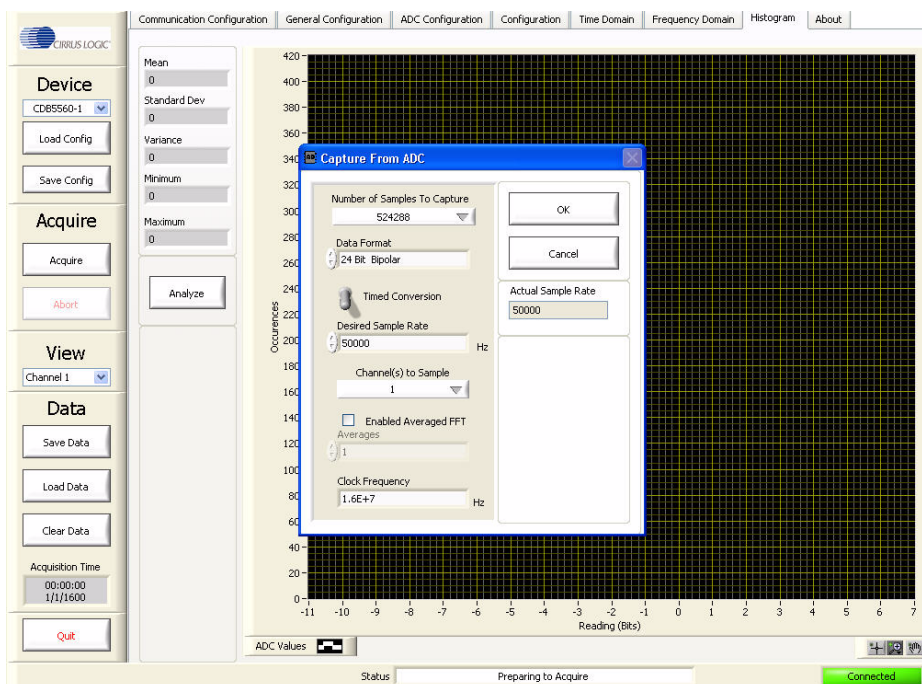 CIRRUS LOGIC
Communication Configuration
General Configuration
ADC Configuration
Configuration
Time Domain
Frequency Domain
Histogram
About
Device
CDB5560-1
Load Config
Save Config
Acquire
Acquire
Abort
View
Channel 1
Data
Save Data
Load Data
Clear Data
Acquisition Time
00:00:00
1/1/1600
Quit
Mean
0
Standard Dev
0
Variance
0
Minimum
0
Maximum
0
Analyze
Occurences
420
400
380
360
340
320
300
280
260
240
220
200
180
160
140
120
100
80
60
40
20
0
-11 -10 -9 -8 -7 -6 -5 -4 -3 -2 -1 0 1 2 3 4 5 6 7
Reading (Bits)
Capture From ADC
Number of Samples To Capture
524288
Data Format
24 Bit Bipolar
Timed Conversion
Desired Sample Rate
50000 Hz
Channel(s) to Sample
1
Enabled Averaged FFT
Averages
1
Clock Frequency
1.6E+7 Hz
OK
Cancel
Actual Sample Rate
50000
ADC Values
Status
Preparing to Acquire
Connected